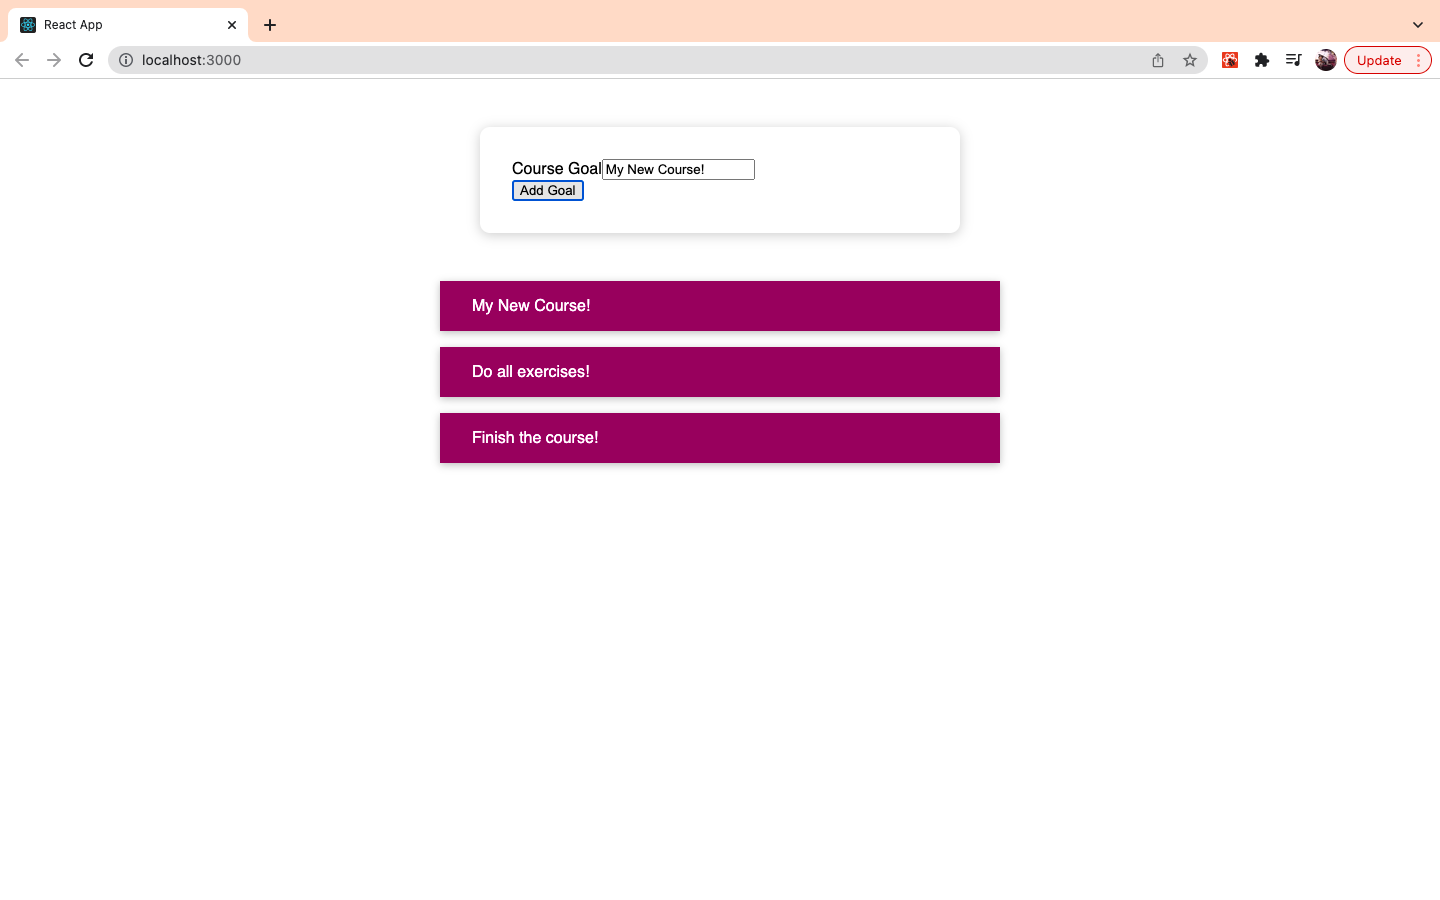 React App
localhost:3000
Update
Course Goal My New Course!
Add Goal
My New Course!
Do all exercises!
Finish the course!